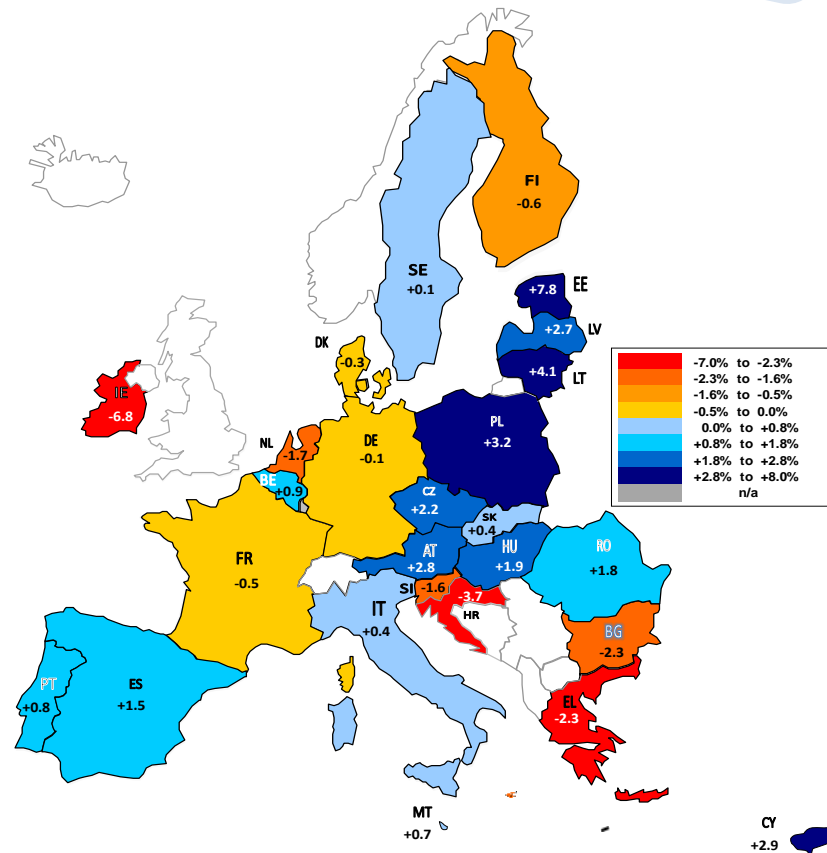 FI
-0.6
SE
+0.1
+7.8 EE
+2.7 LV
+4.1 LT
DK
-0.3
IE
-6.8
NL
-1.7
BE
+0.9
DE
-0.1
PL
+3.2
CZ
+2.2
SK
+0.4
FR
-0.5
AT
+2.8
HU
+1.9
RO
+1.8
SI -1.6
-3.7
HR
IT
+0.4
BG
-2.3
PT
+0.8
ES
+1.5
EL
-2.3
MT
+0.7
CY
+2.9
-7.0% to -2.3%
-2.3% to -1.6%
-1.6% to -0.5%
-0.5% to 0.0%
0.0% to +0.8%
+0.8% to +1.8%
+1.8% to +2.8%
+2.8% to +8.0%
n/a